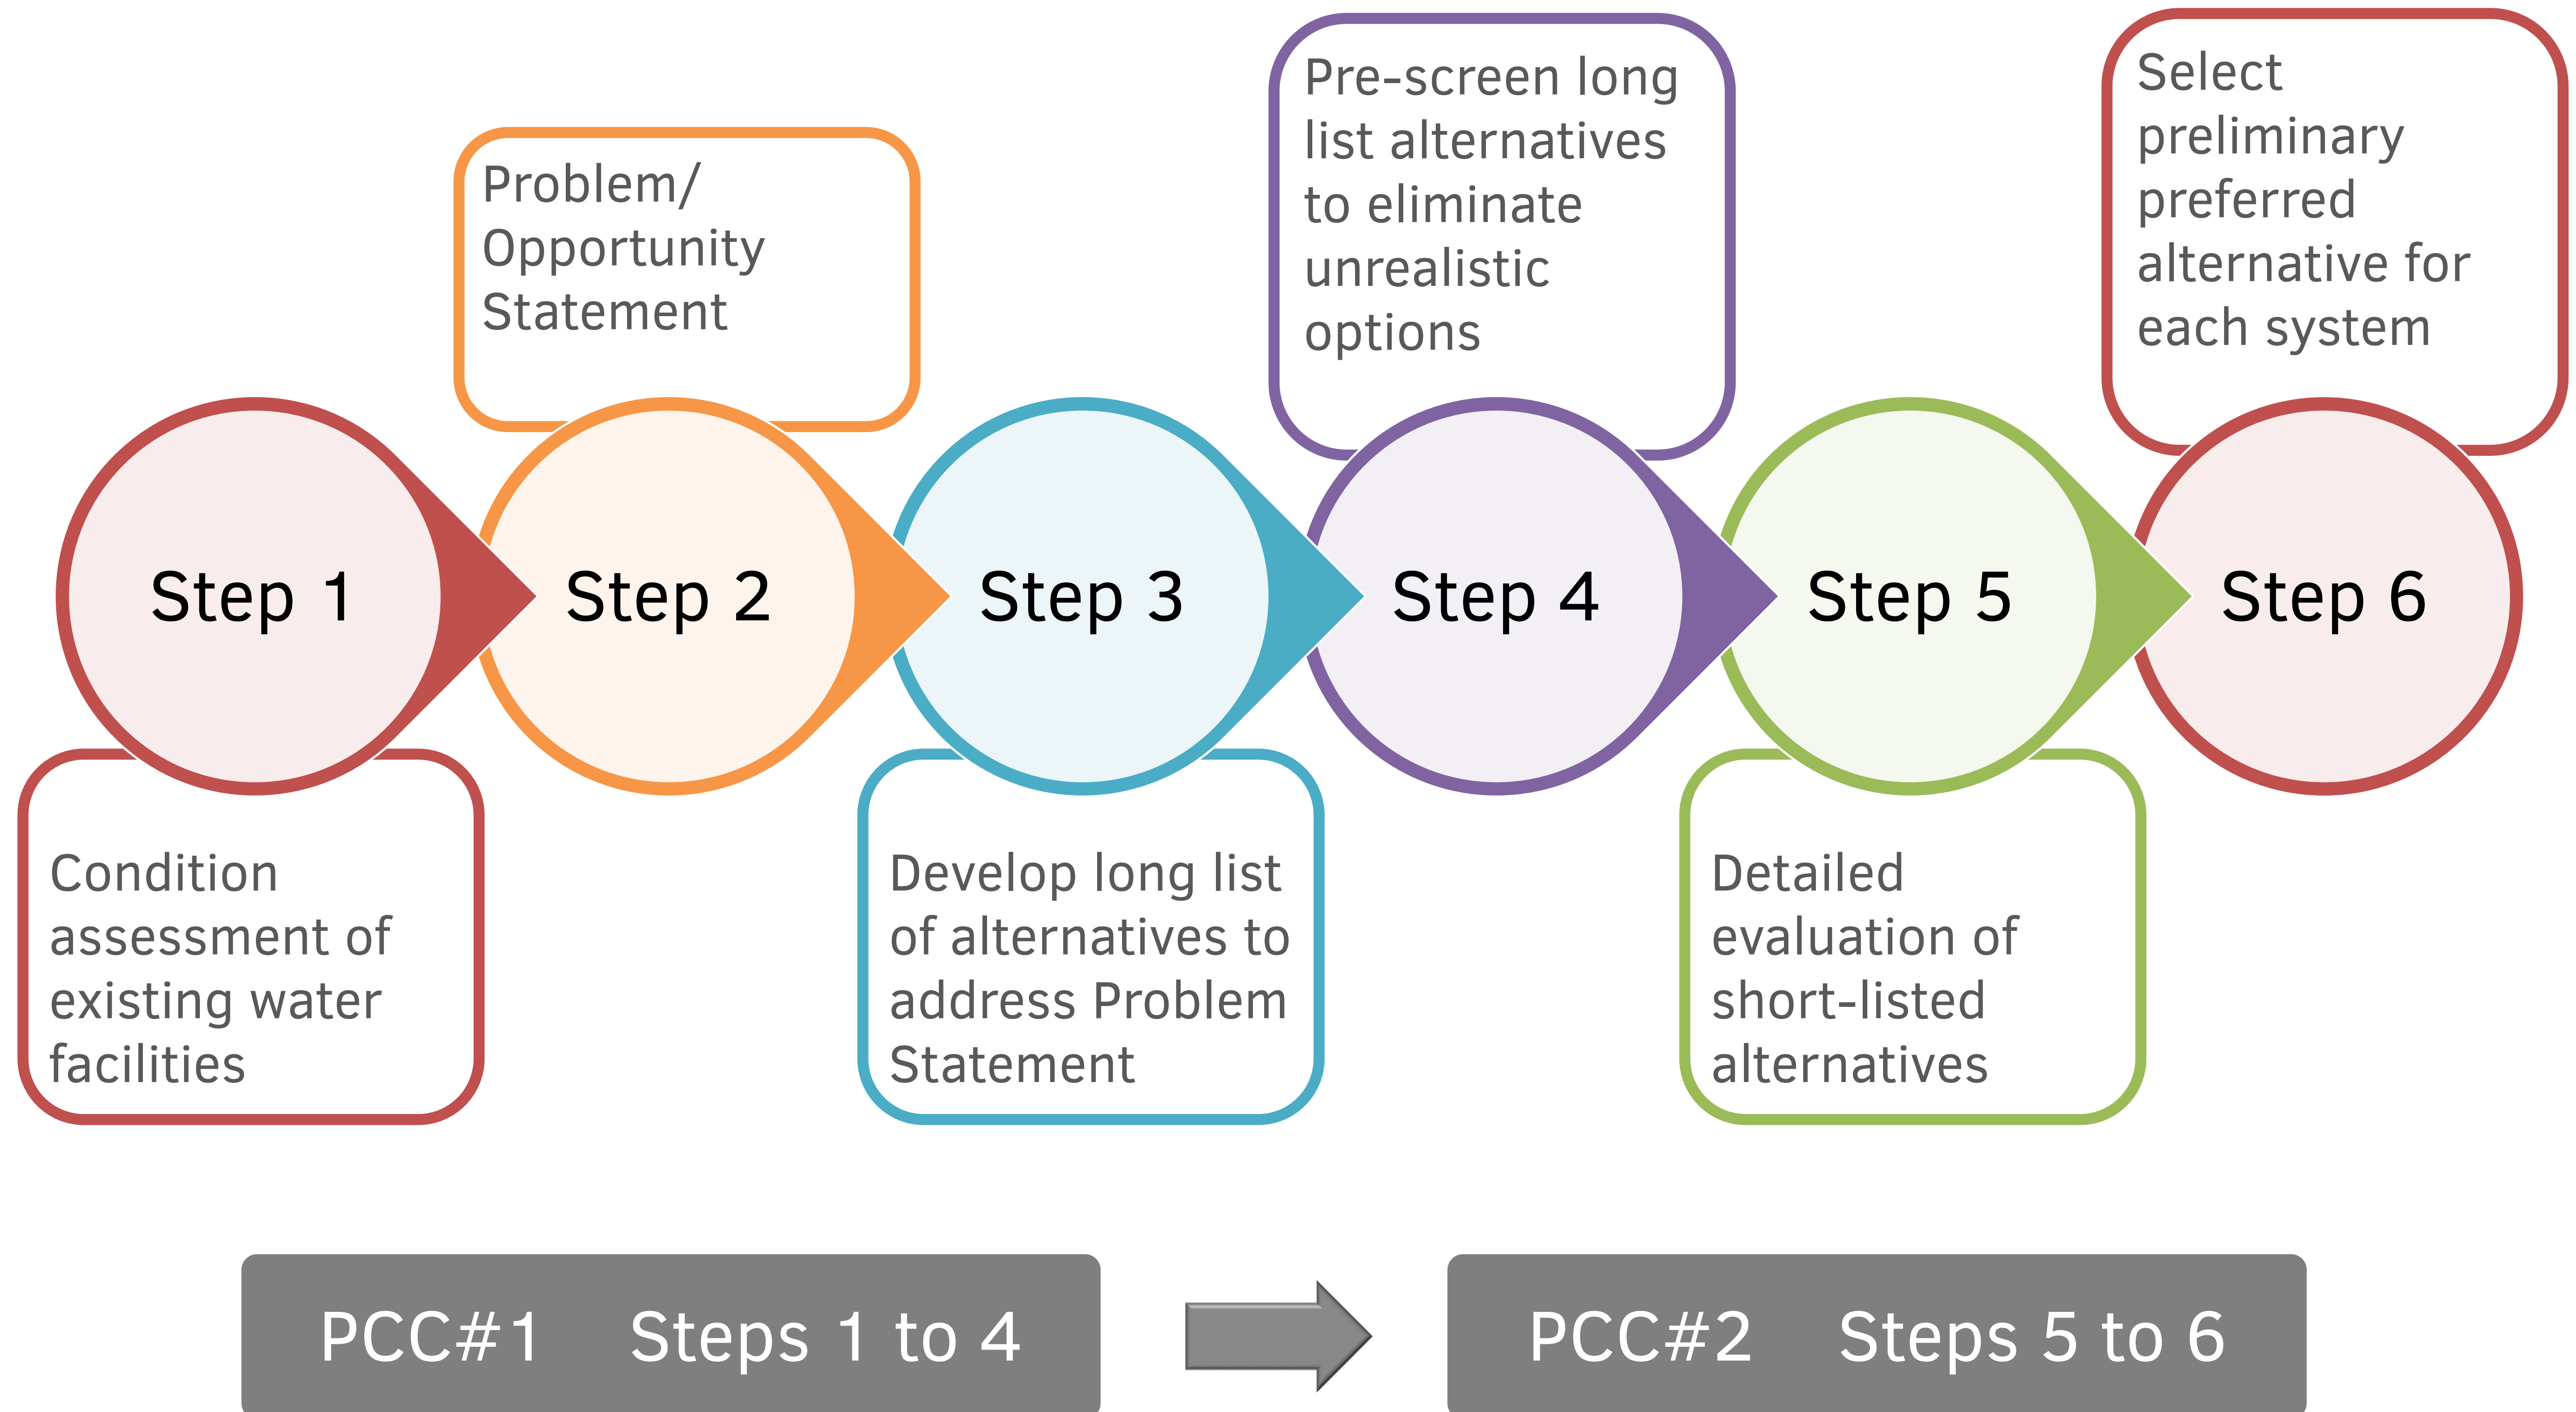 Step 1
Condition
assessment of
existing water
facilities
Problem/
Opportunity
Statement
Step 2
Step 3
Develop long list
of alternatives to
address Problem
Statement
Pre-screen long
list alternatives
to eliminate
unrealistic
options
Step 4
Step 5
Detailed
evaluation of
short-listed
alternatives
Select
preliminary
preferred
alternative for
each system
Step 6
PCC#1 Steps 1 to 4
PCC#2 Steps 5 to 6